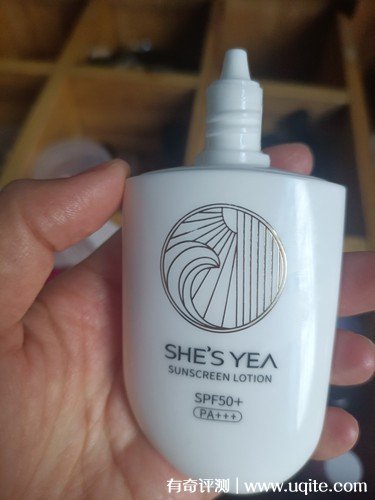 SHE'S YEA
SUNSCREEN LOTION
SPF50+
PA+++
有奇评测 | www.uqite.com